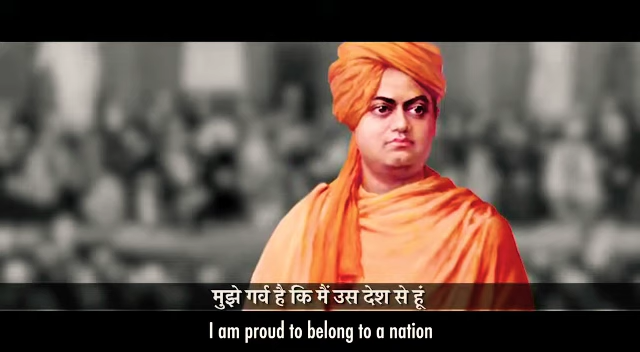 मुझे गर्व है कि मैं उस देश से हूं
I am proud to belong to a nation